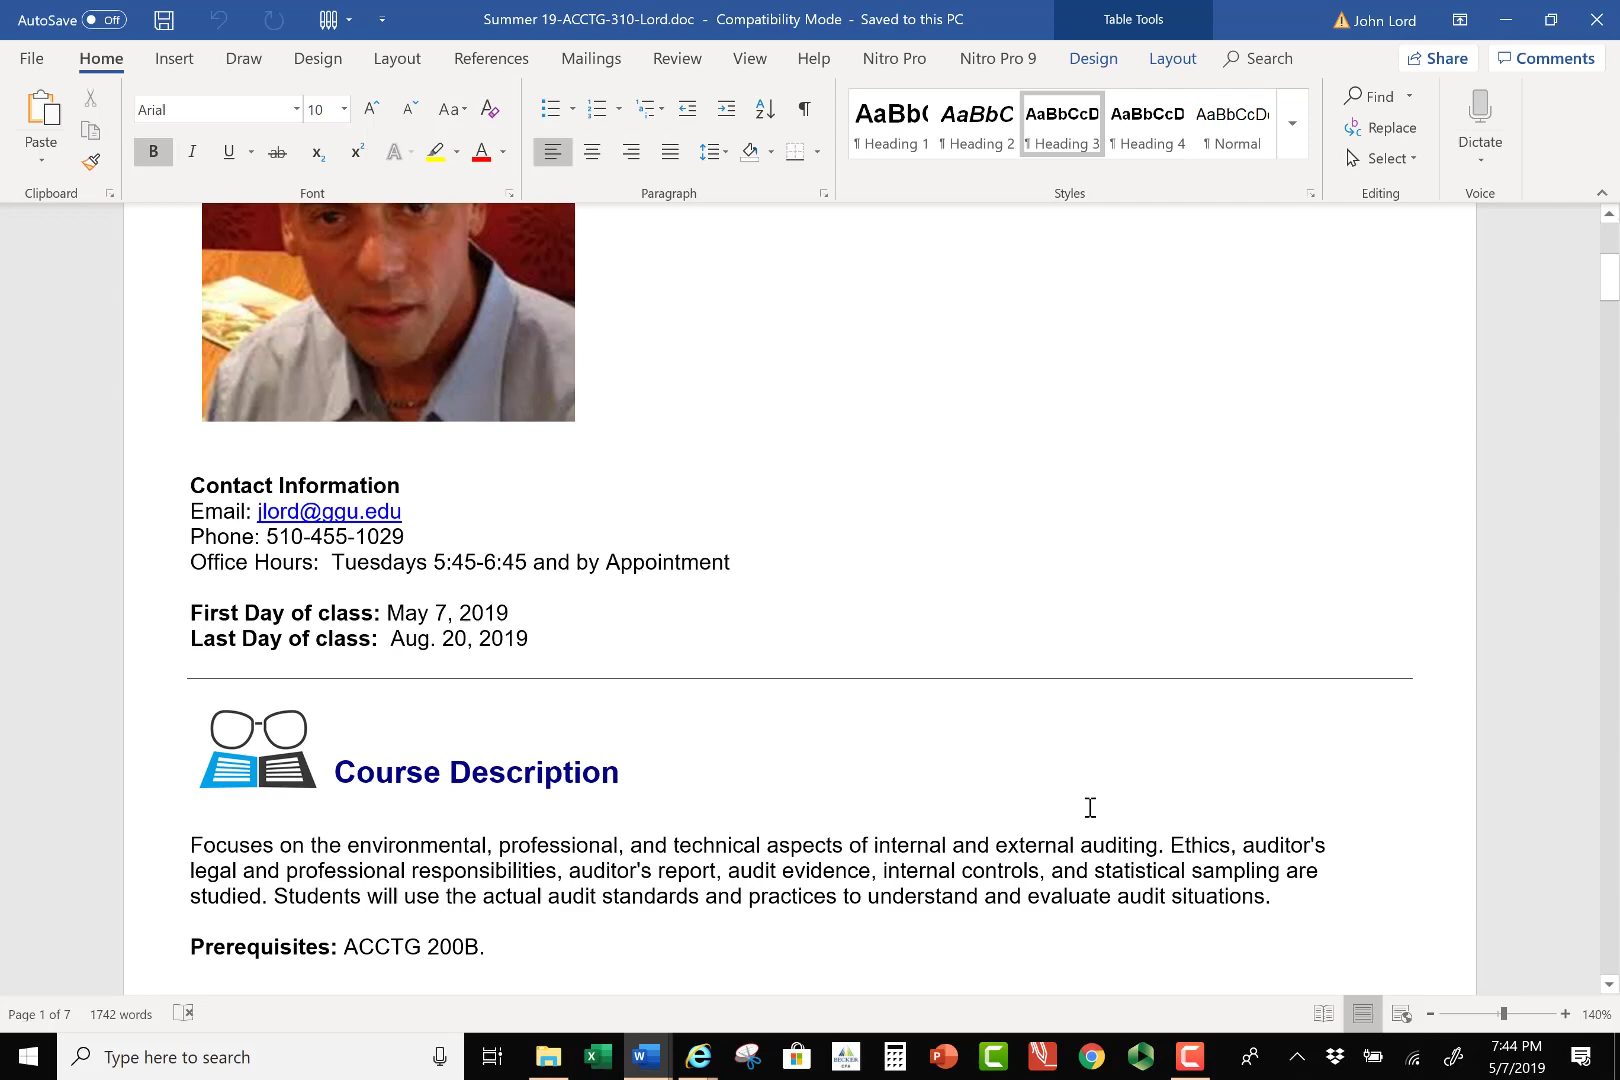 AutoSave Off Summer 19-ACCTG-310-Lord.doc - Compatibility Mode - Saved to this PC Table Tools John Lord
File Home Insert Draw Design Layout References Mailings Review View Help Nitro Pro Nitro Pro 9 Design Layout Search Share Comments
Paste Arial 10 Aa AaBb( AaBbC AaBbCcD AaBbCcD AaBbCcD Find
Replace
B I U ab x₂ x² A A ¶ Heading 1 ¶ Heading 2 ¶ Heading 3 ¶ Heading 4 ¶ Normal Select Dictate
Clipboard Font Paragraph Styles Editing Voice
Contact Information
Email: jlord@ggu.edu
Phone: 510-455-1029
Office Hours: Tuesdays 5:45-6:45 and by Appointment
First Day of class: May 7, 2019
Last Day of class: Aug. 20, 2019
Course Description
Focuses on the environmental, professional, and technical aspects of internal and external auditing. Ethics, auditor's
legal and professional responsibilities, auditor's report, audit evidence, internal controls, and statistical sampling are
studied. Students will use the actual audit standards and practices to understand and evaluate audit situations.
Prerequisites: ACCTG 200B.
Page 1 of 7 1742 words 140%
Type here to search 7:44 PM
5/7/2019